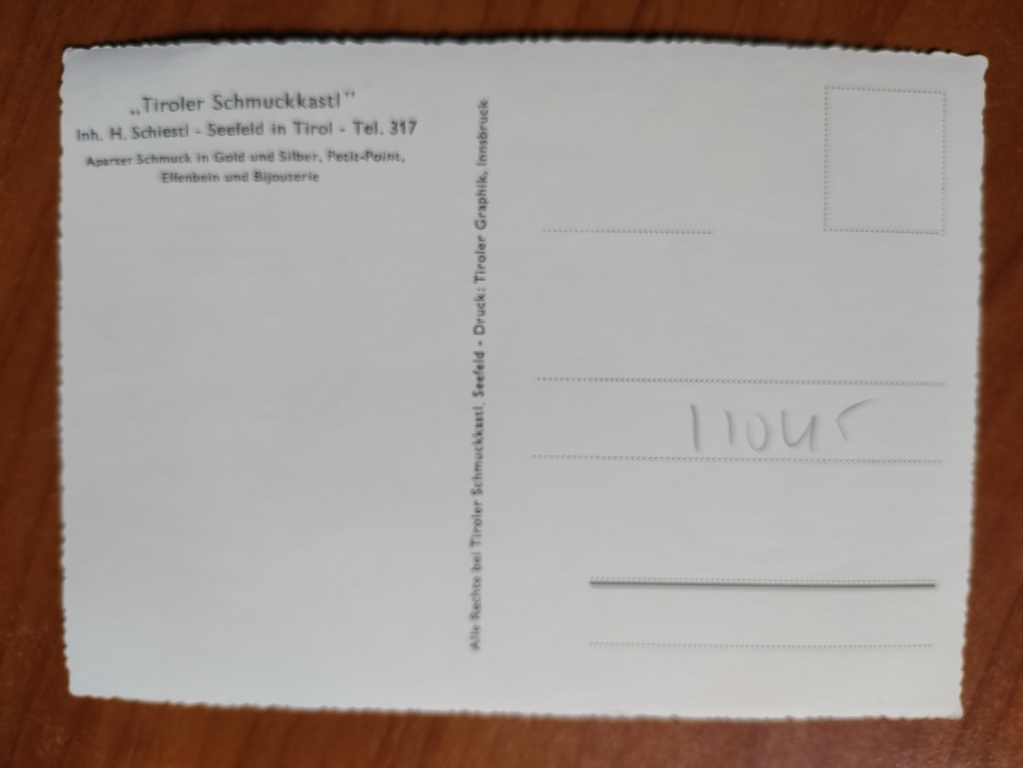 „Tiroler Schmuckkastl”
Inh. H. Schiestl - Seefeld in Tirol - Tel. 317
Aparter Schmuck in Gold und Silber, Petit-Point,
Elfenbein und Bijouterie
Alle Rechte bei Tiroler Schmuckkastl, Seefeld - Druck: Tiroler Graphik, Innsbruck